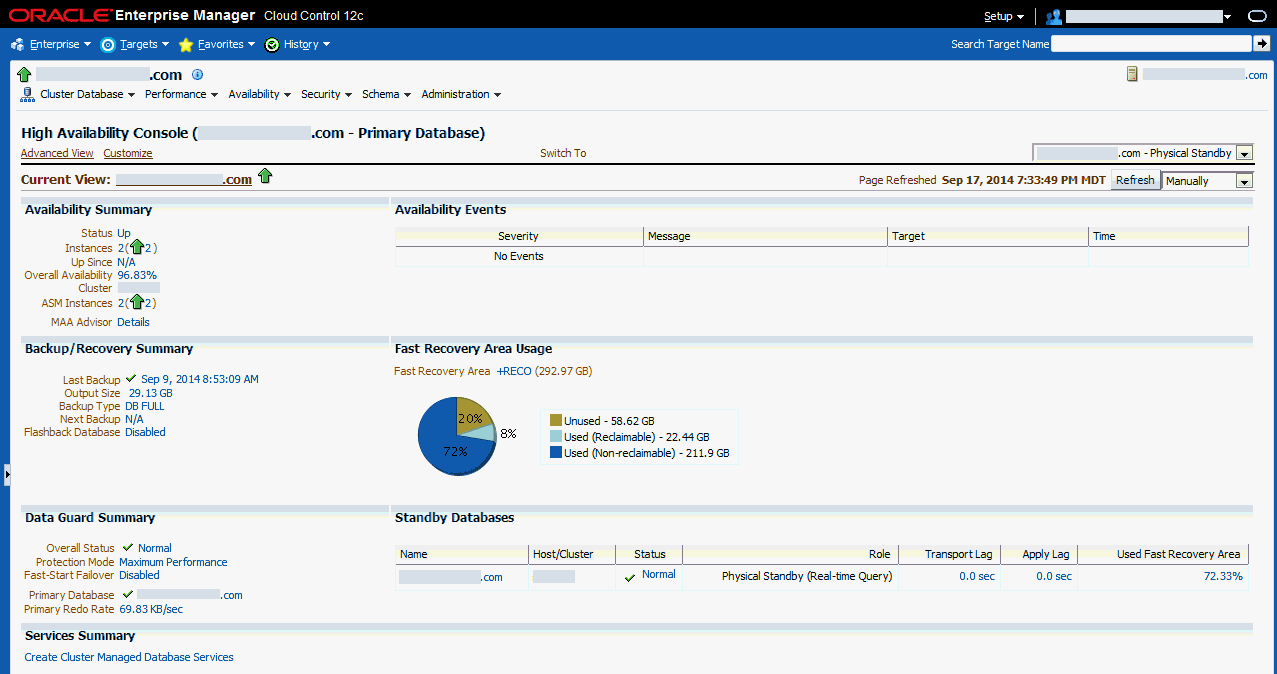 ORACLE Enterprise Manager Cloud Control 12c Setup
Enterprise Targets Favorites History Search Target Name
.com .com
Cluster Database Performance Availability Security Schema Administration
High Availability Console ( .com - Primary Database)
Advanced View Customize Switch To .com - Physical Standby
Current View: .com Page Refreshed Sep 17, 2014 7:33:49 PM MDT Refresh Manually
Availability Summary
Status Up
Instances 2( 2 )
Up Since N/A
Overall Availability 96.83%
Cluster
ASM Instances 2( 2)
MAA Advisor Details
Availability Events
Severity Message Target Time
No Events
Backup/Recovery Summary
Last Backup Sep 9, 2014 8:53:09 AM
Output Size 29.13 GB
Backup Type DB FULL
Next Backup N/A
Flashback Database Disabled
Fast Recovery Area Usage
Fast Recovery Area +RECO (292.97 GB)
20%
8%
72%
Unused - 58.62 GB
Used (Reclaimable) - 22.44 GB
Used (Non-reclaimable) - 211.9 GB
Data Guard Summary
Overall Status Normal
Protection Mode Maximum Performance
Fast-Start Failover Disabled
Primary Database .com
Primary Redo Rate 69.83 KB/sec
Standby Databases
Name Host/Cluster Status Role Transport Lag Apply Lag Used Fast Recovery Area
.com Normal Physical Standby (Real-time Query) 0.0 sec 0.0 sec 72.33%
Services Summary
Create Cluster Managed Database Services